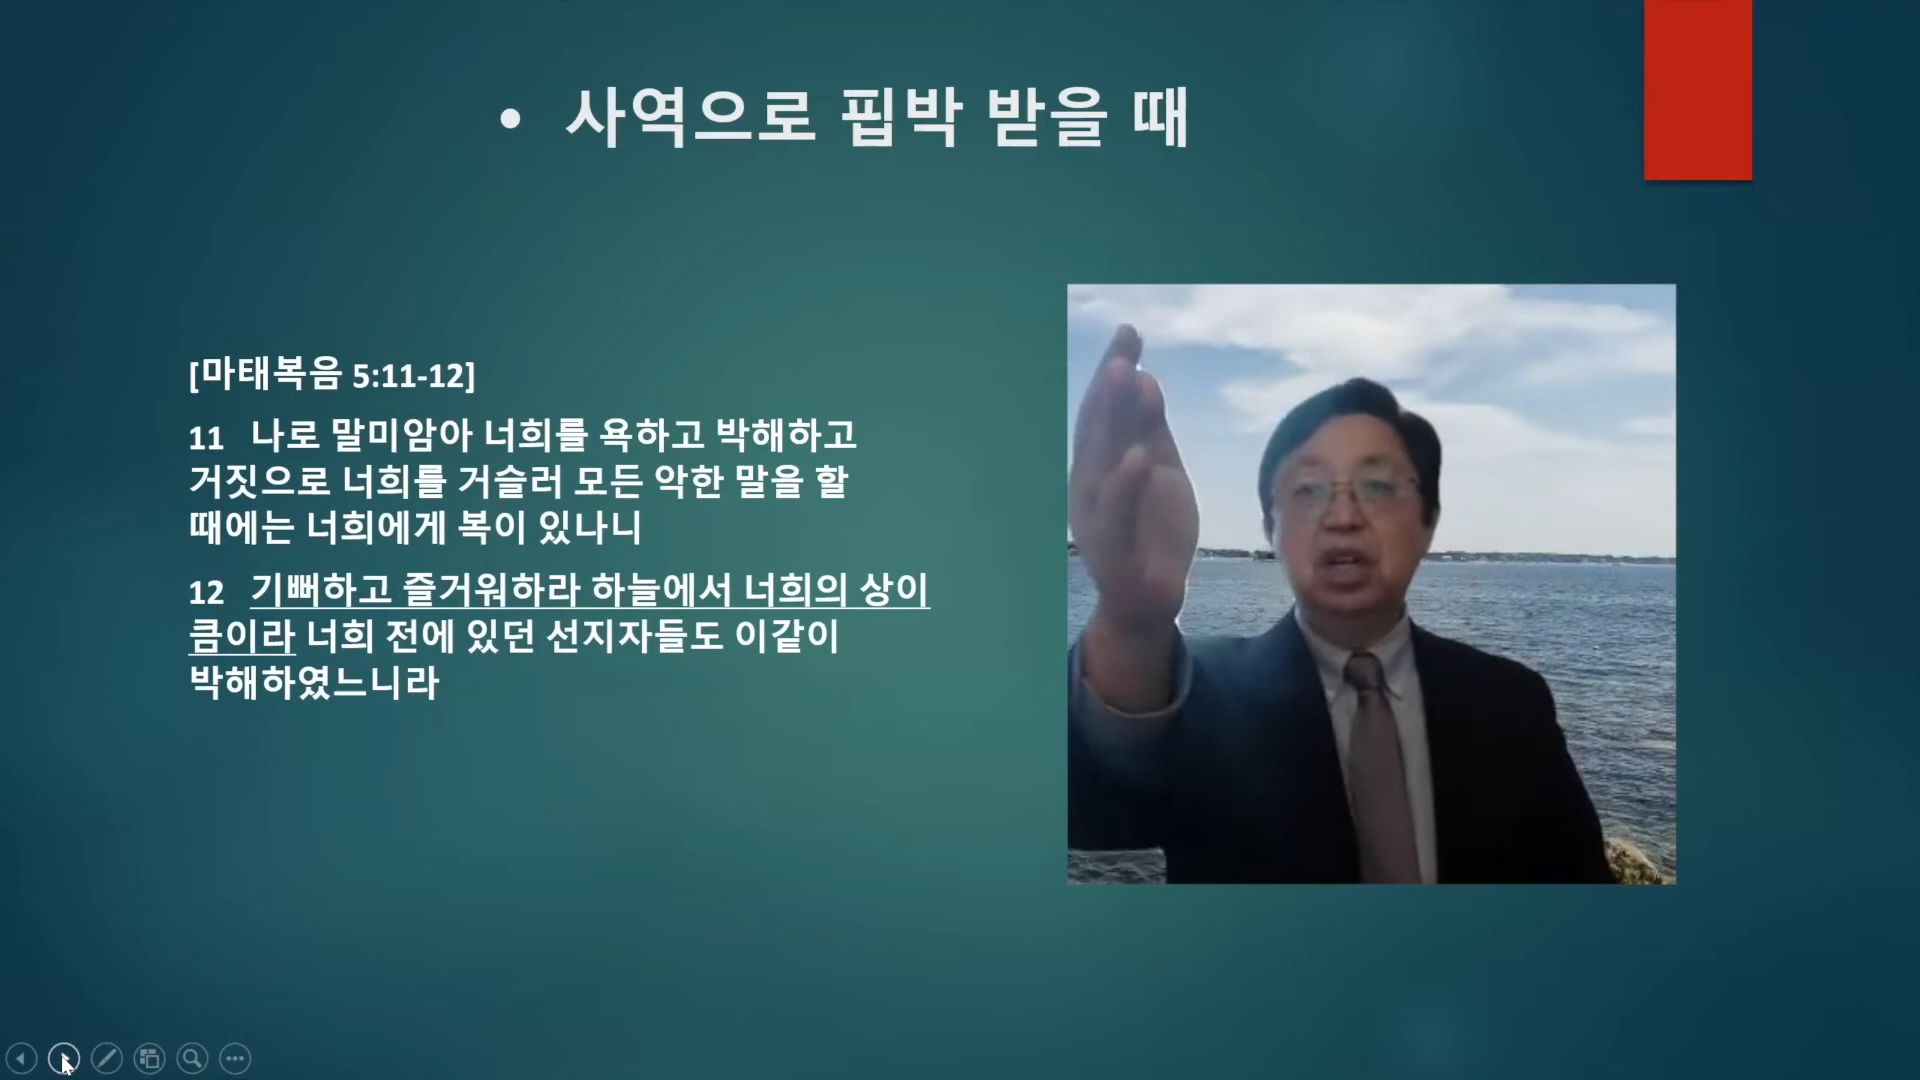 • 사역으로 핍박 받을 때
[마태복음 5:11-12]
11 나로 말미암아 너희를 욕하고 박해하고
거짓으로 너희를 거슬러 모든 악한 말을 할
때에는 너희에게 복이 있나니
12 기뻐하고 즐거워하라 하늘에서 너희의 상이
큼이라 너희 전에 있던 선지자들도 이같이
박해하였느니라